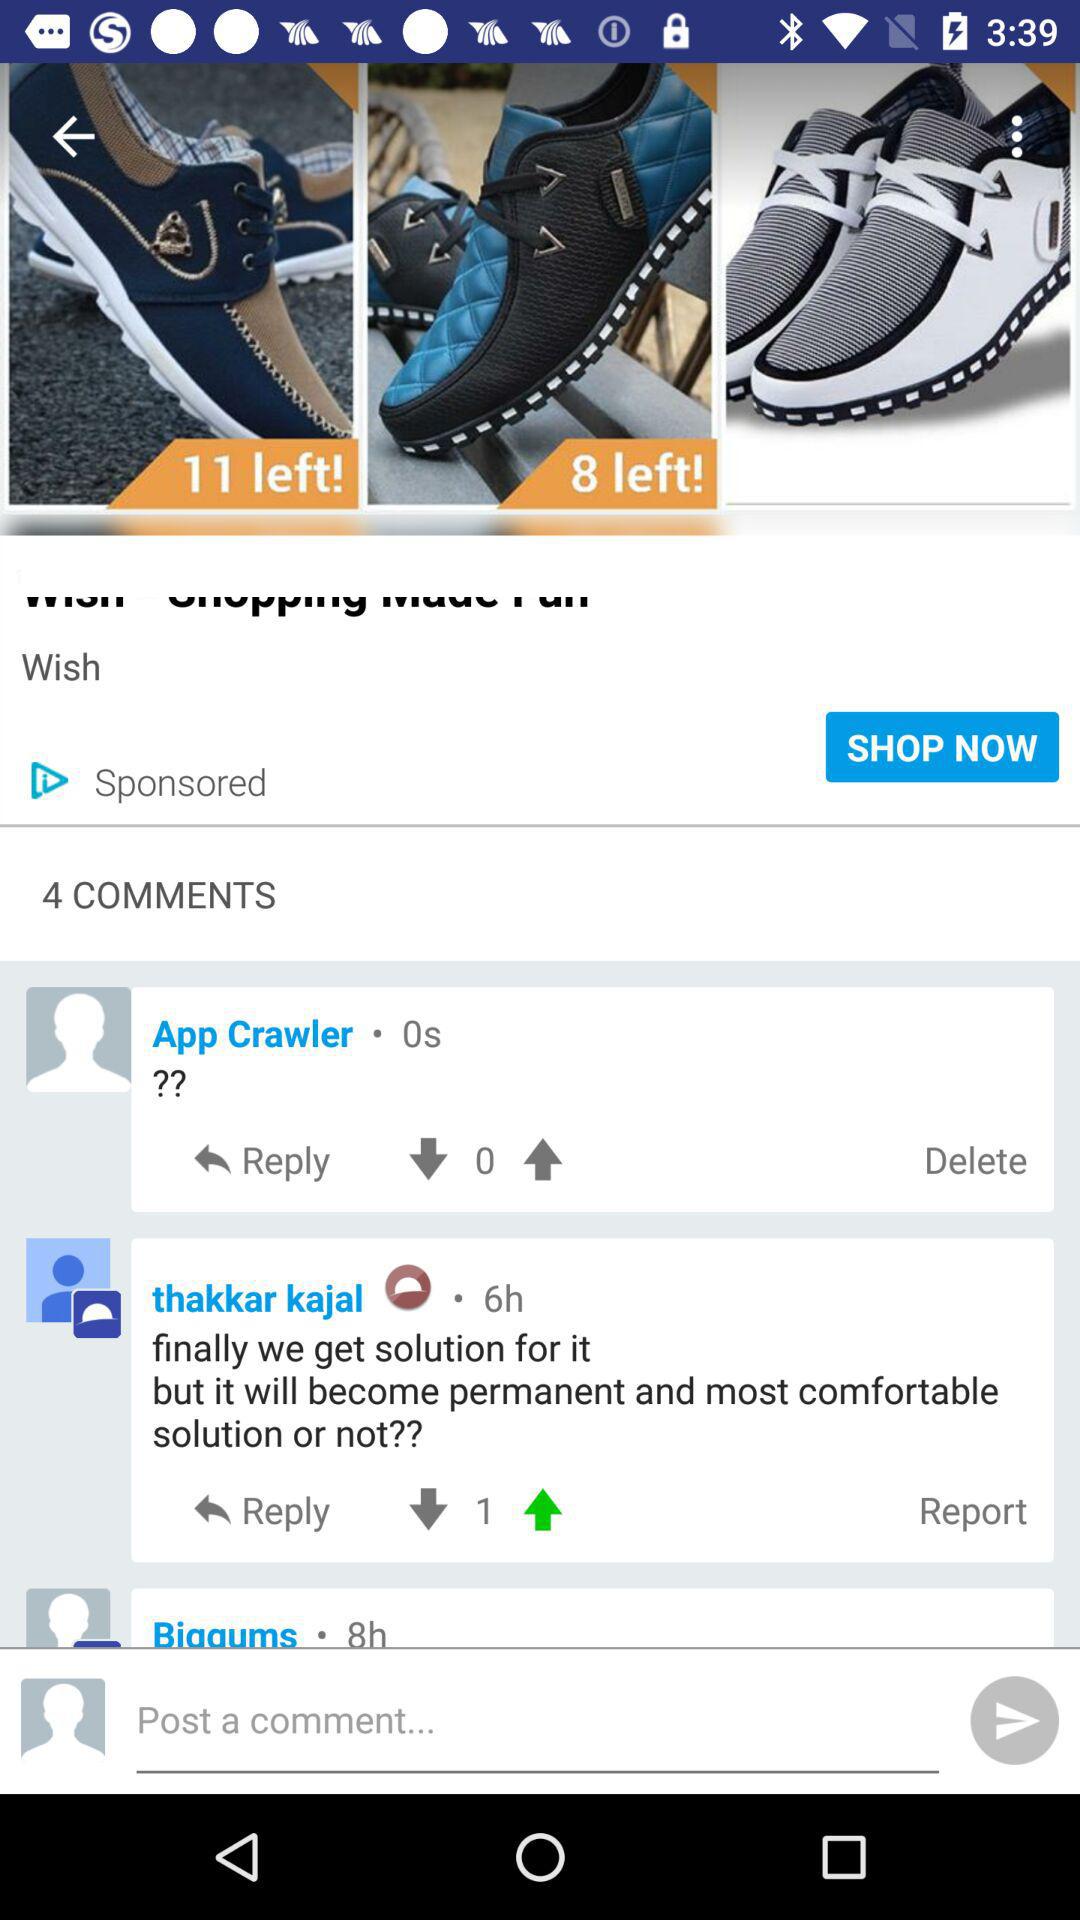 3:39
11 left!
8 left!
Wish - Shopping Made Fun
Wish
SHOP NOW
Sponsored
4 COMMENTS
App Crawler • 0s
??
Reply 0 Delete
thakkar kajal • 6h
finally we get solution for it
but it will become permanent and most comfortable
solution or not??
Reply 1 Report
Biggums • 8h
Post a comment...